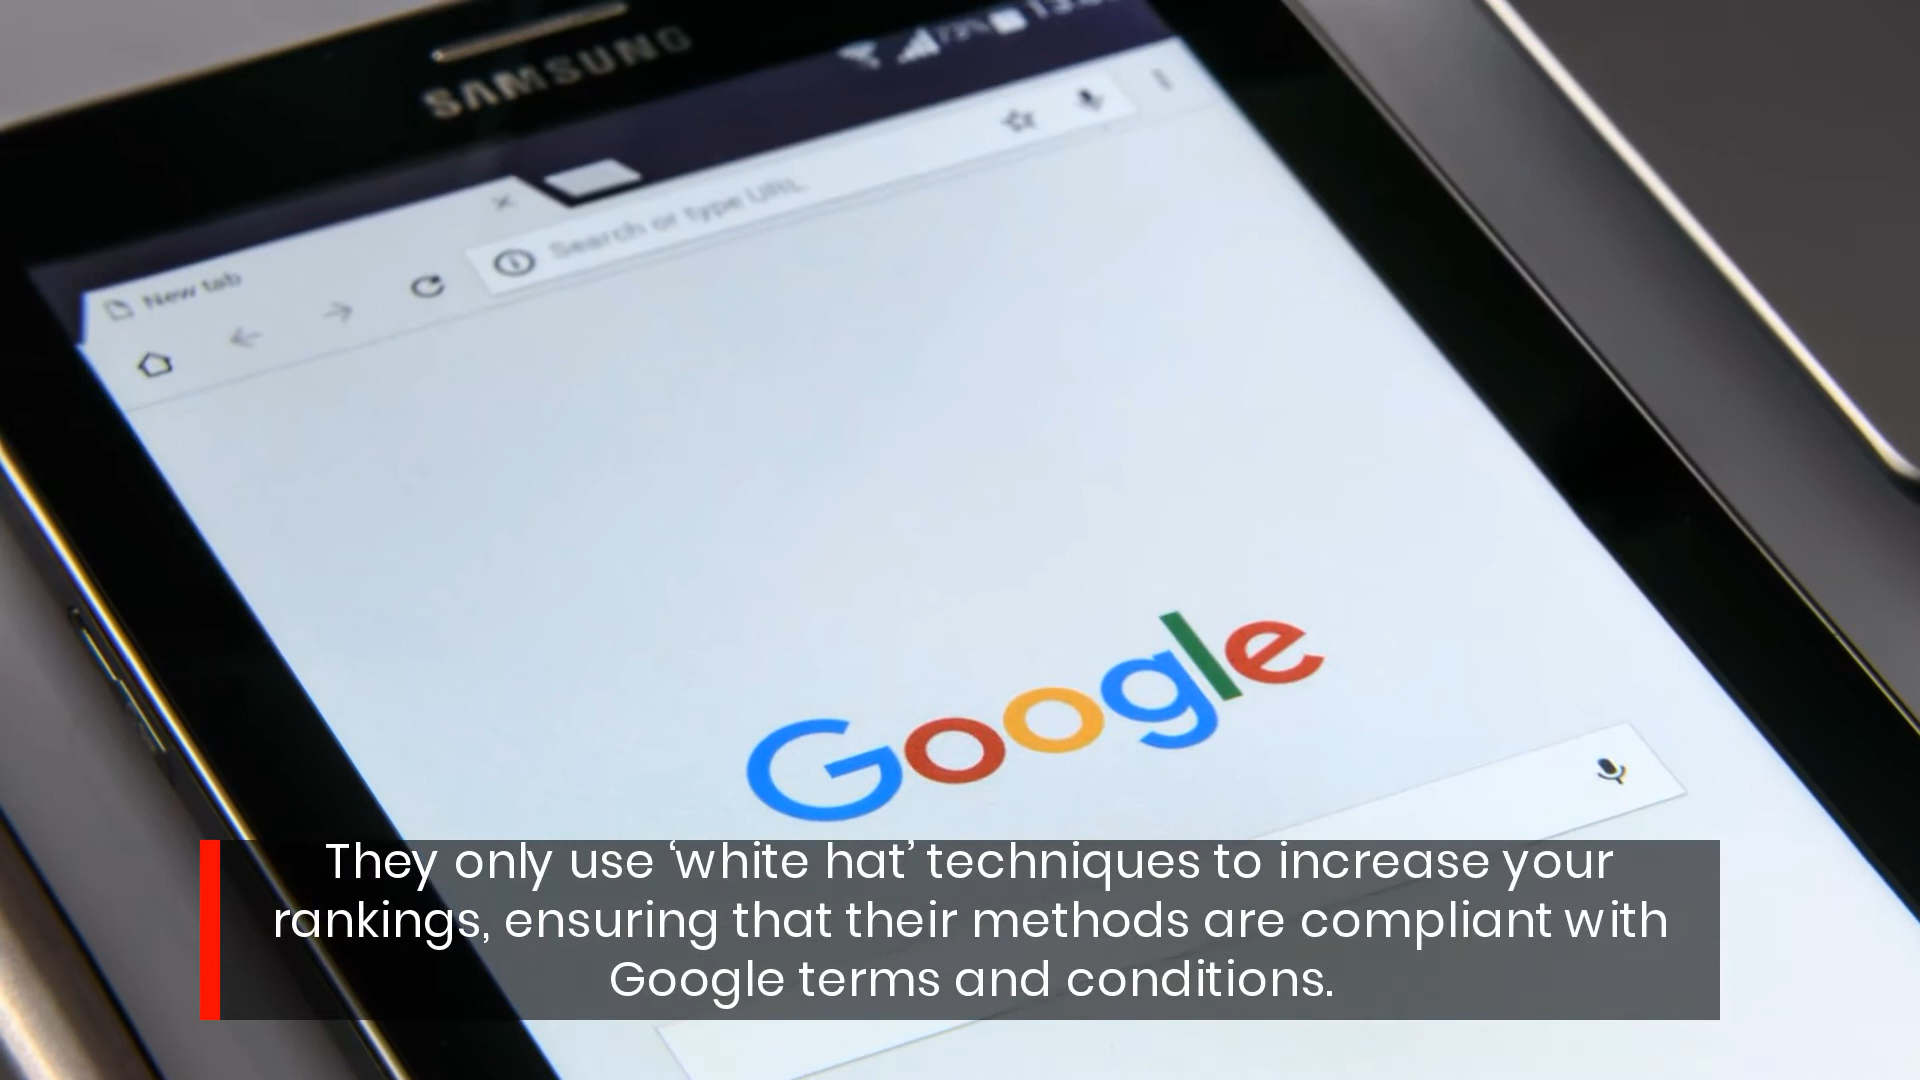 SAMSUNG
73%
New tab
Search or type URL
Google
They only use ‘white hat’ techniques to increase your
rankings, ensuring that their methods are compliant with
Google terms and conditions.